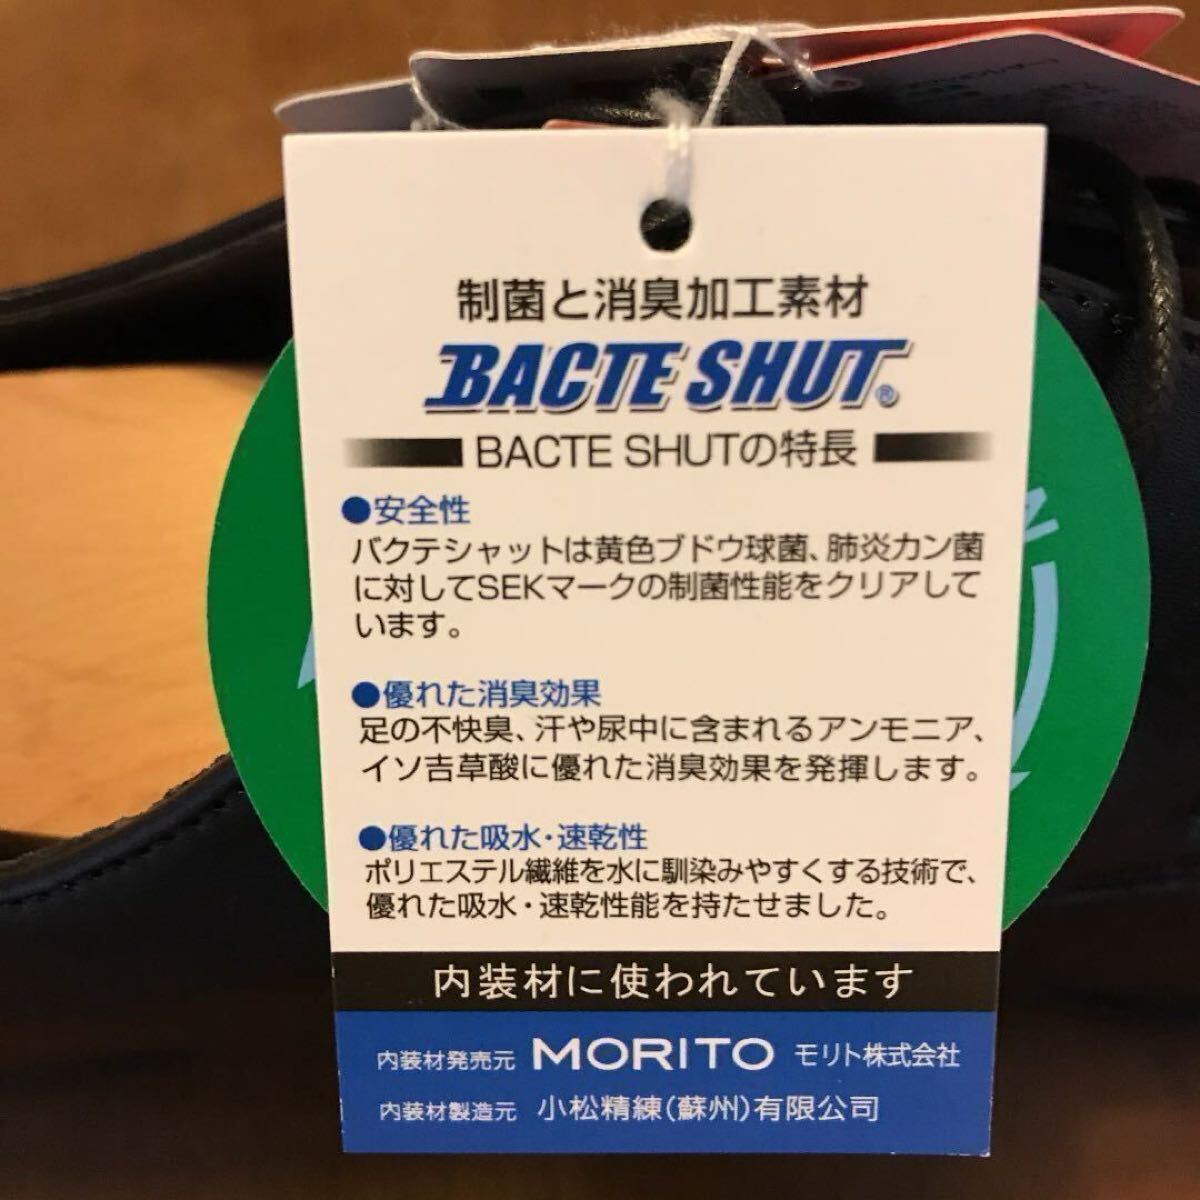 制菌と消臭加工素材
BACTE SHUT®
BACTE SHUTの特長
●安全性
バクテシャットは黄色ブドウ球菌、肺炎カン菌
に対してSEKマークの制菌性能をクリアして
います。
●優れた消臭効果
足の不快臭、汗や尿中に含まれるアンモニア、
イソ吉草酸に優れた消臭効果を発揮します。
●優れた吸水・速乾性
ポリエステル繊維を水に馴染みやすくする技術で、
優れた吸水・速乾性能を持たせました。
内装材に使われています
内装材発売元 MORITO モリト株式会社
内装材製造元 小松精練(蘇州)有限公司